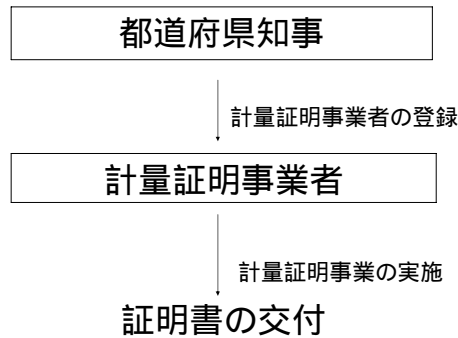 都道府県知事
計量証明事業者の登録
計量証明事業者
計量証明事業の実施
証明書の交付